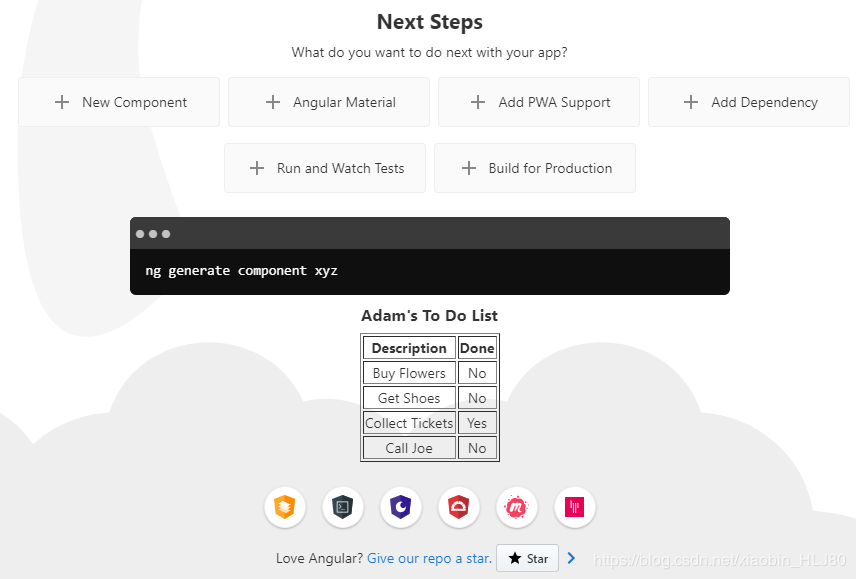 Next Steps
What do you want to do next with your app?
New Component Angular Material Add PWA Support Add Dependency
Run and Watch Tests Build for Production
ng generate component xyz
Adam's To Do List
Description Done
Buy Flowers No
Get Shoes No
Collect Tickets Yes
Call Joe No
m
Love Angular? Give our repo a star. Star
https://blog.csdn.net/xiaobin_HLJ80